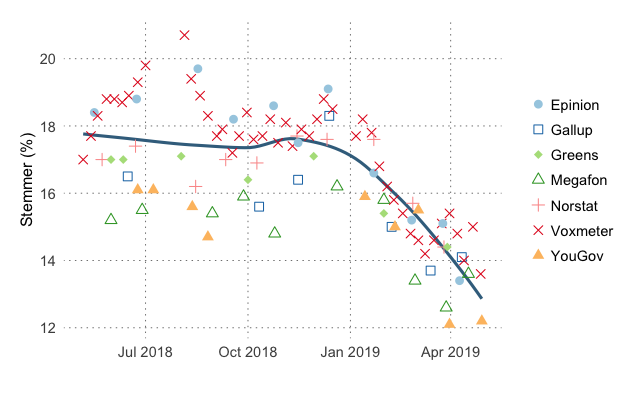 20
18
16
14
12
Stemmer (%)
Jul 2018
Oct 2018
Jan 2019
Apr 2019
Epinion
Gallup
Greens
Megafon
Norstat
Voxmeter
YouGov